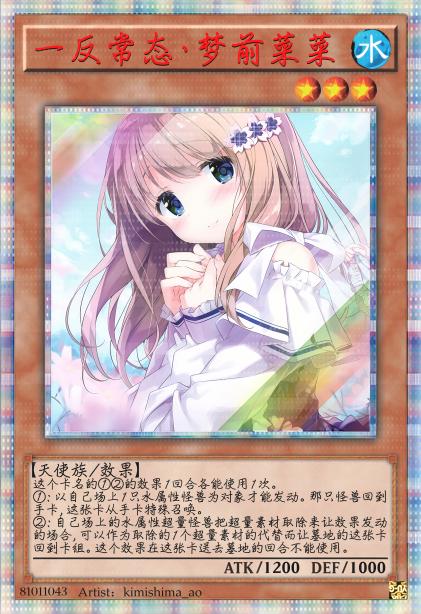 一反常态·梦前菜菜
水
【天使族/效果】
这个卡名的①②的效果1回合各能使用1次。
①:以自己场上1只水属性怪兽为对象才能发动。那只怪兽回到
手卡,这张卡从手卡特殊召唤。
②:自己场上的水属性超量怪兽把超量素材取除来让效果发动
的场合,可以作为取除的1个超量素材的代替而让墓地的这张卡
回到卡组。这个效果在这张卡送去墓地的回合不能使用。
ATK/1200 DEF/1000
81011043 Artist: kimishima_ao